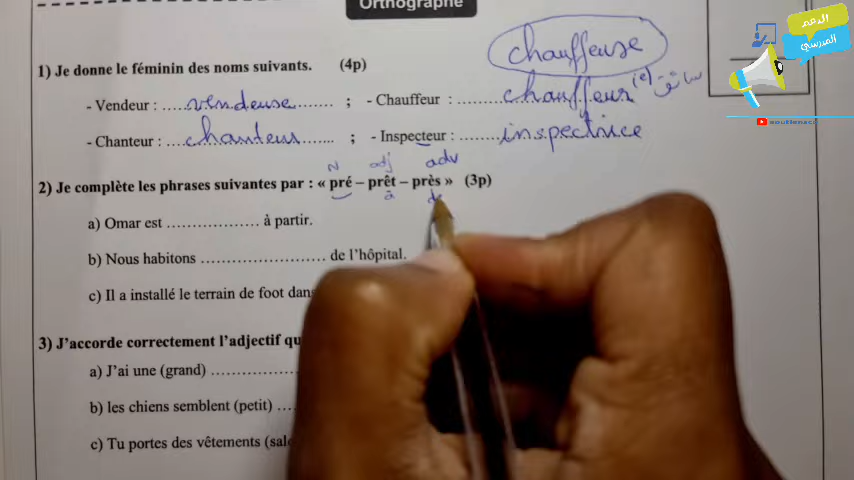 Orthographe
chauffeuse
1) Je donne le féminin des noms suivants. (4p)
- Vendeur : .....vendeuse........ ; - Chauffeur : .........chauffeur(e) سائق
- Chanteur : ....chanteus........ ; - Inspecteur : ........inspectrice
N adj adv
2) Je complète les phrases suivantes par : « pré – prêt – près » (3p)
à de
a) Omar est .................. à partir.
b) Nous habitons ........................ de l'hôpital.
c) Il a installé le terrain de foot dan
3) J'accorde correctement l'adjectif qu
a) J'ai une (grand) ..................
b) les chiens semblent (petit) ....
c) Tu portes des vêtements (sal
الدعم
المدرسي